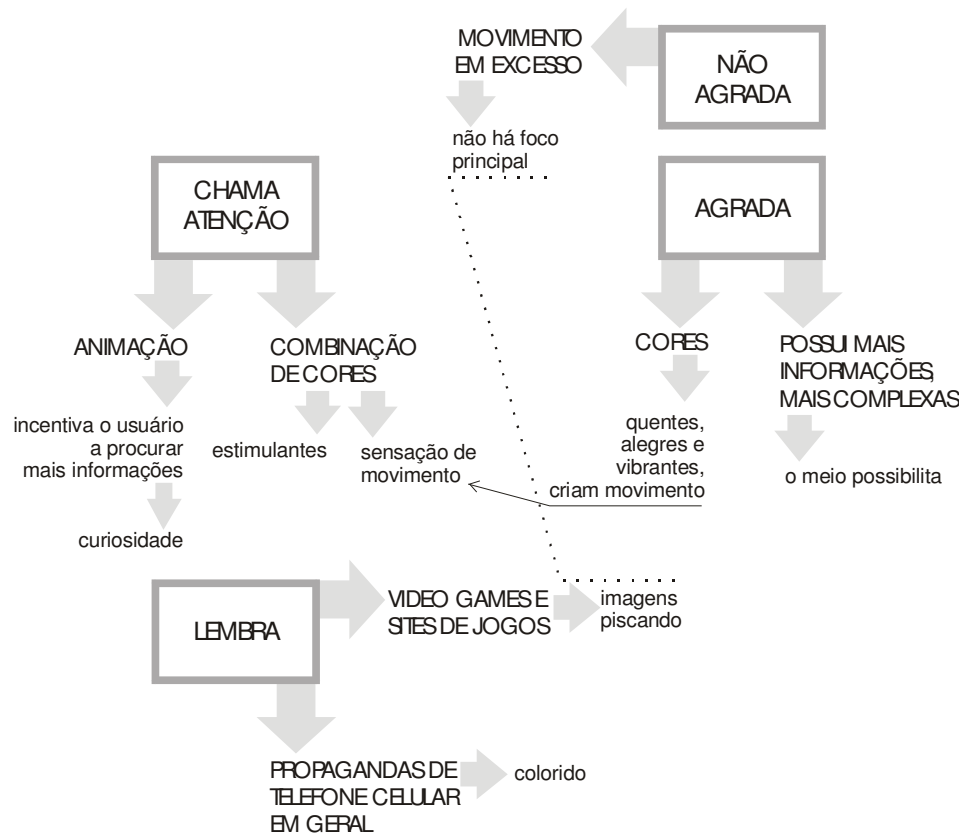 MOVIMENTO
EM EXCESSO
NÃO
AGRADA
não há foco
principal
CHAMA
ATENÇÃO
AGRADA
ANIMAÇÃO
COMBINAÇÃO
DE CORES
CORES
POSSUI MAIS
INFORMAÇÕES,
MAIS COMPLEXAS
incentiva o usuário
a procurar
mais informações
estimulantes
sensação de
movimento
quentes,
alegres e
vibrantes,
criam movimento
o meio possibilita
curiosidade
LEMBRA
VIDEO GAMES E
SITES DE JOGOS
imagens
piscando
PROPAGANDAS DE
TELEFONE CELULAR
EM GERAL
colorido